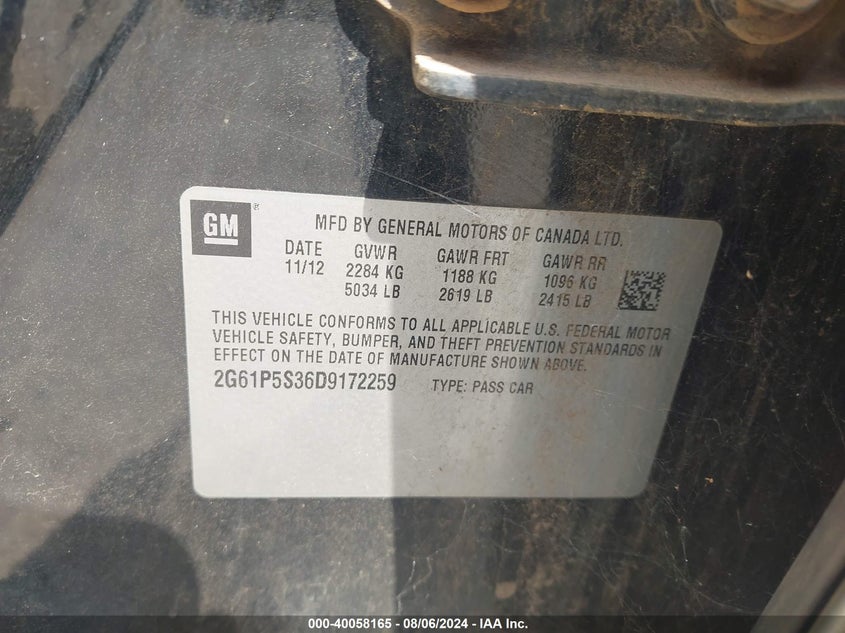 GM ®
MFD BY GENERAL MOTORS OF CANADA LTD.
DATE GVWR GAWR FRT GAWR RR
11/12 2284 KG 1188 KG 1096 KG
5034 LB 2619 LB 2415 LB
THIS VEHICLE CONFORMS TO ALL APPLICABLE U.S. FEDERAL MOTOR
VEHICLE SAFETY, BUMPER, AND THEFT PREVENTION STANDARDS IN
EFFECT ON THE DATE OF MANUFACTURE SHOWN ABOVE.
2G61P5S36D9172259 TYPE: PASS CAR
000-40058165 - 08/06/2024 - IAA Inc.